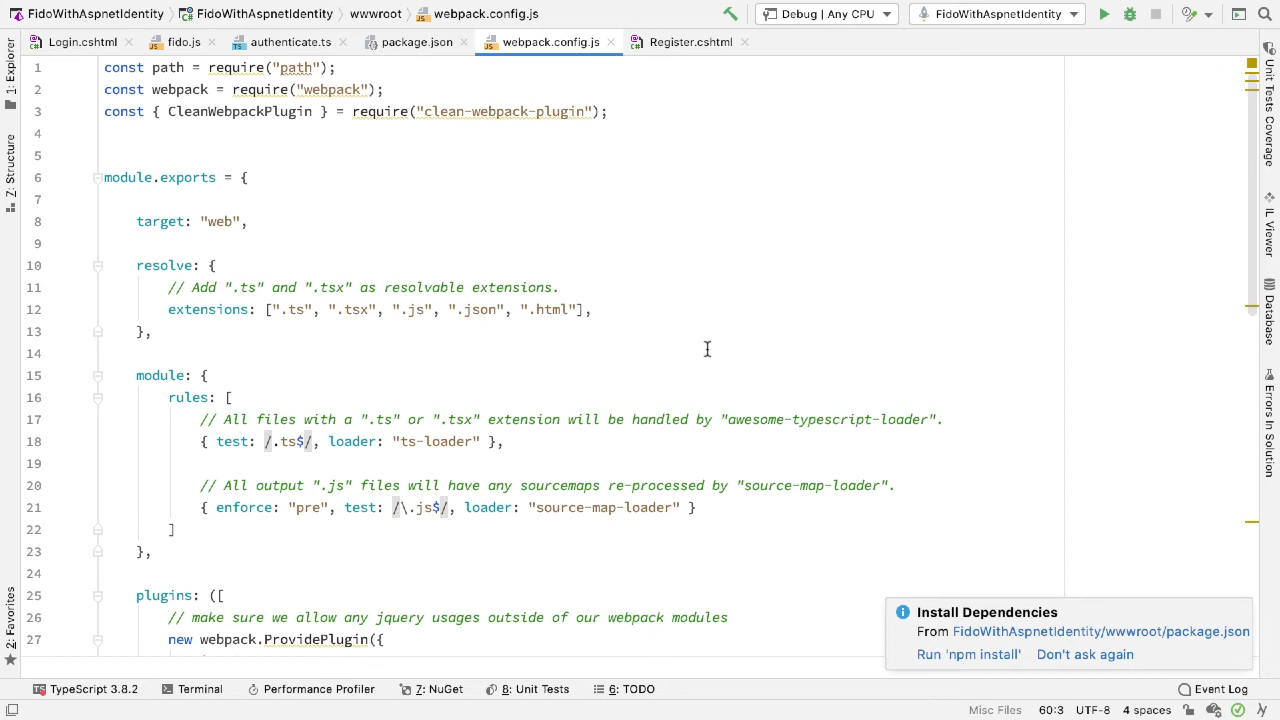 FidoWithAspnetIdentity FidoWithAspnetIdentity wwwroot webpack.config.js Debug | Any CPU FidoWithAspnetIdentity
Login.cshtml fido.js authenticate.ts package.json webpack.config.js Register.cshtml
1: Explorer
Z: Structure
2: Favorites
1 const path = require("path");
2 const webpack = require("webpack");
3 const { CleanWebpackPlugin } = require("clean-webpack-plugin");
4
5
6 module.exports = {
7
8 target: "web",
9
10 resolve: {
11 // Add ".ts" and ".tsx" as resolvable extensions.
12 extensions: [".ts", ".tsx", ".js", ".json", ".html"],
13 },
14
15 module: {
16 rules: [
17 // All files with a ".ts" or ".tsx" extension will be handled by "awesome-typescript-loader".
18 { test: /.ts$/, loader: "ts-loader" },
19
20 // All output ".js" files will have any sourcemaps re-processed by "source-map-loader".
21 { enforce: "pre", test: /\.js$/, loader: "source-map-loader" }
22 ]
23 },
24
25 plugins: ([
26 // make sure we allow any jquery usages outside of our webpack modules
27 new webpack.ProvidePlugin({
Unit Tests Coverage
IL Viewer
Database
Errors In Solution
Install Dependencies
From FidoWithAspnetIdentity/wwwroot/package.json
Run 'npm install' Don't ask again
TypeScript 3.8.2 Terminal Performance Profiler 7: NuGet 8: Unit Tests 6: TODO Event Log
Misc Files 60:3 UTF-8 4 spaces